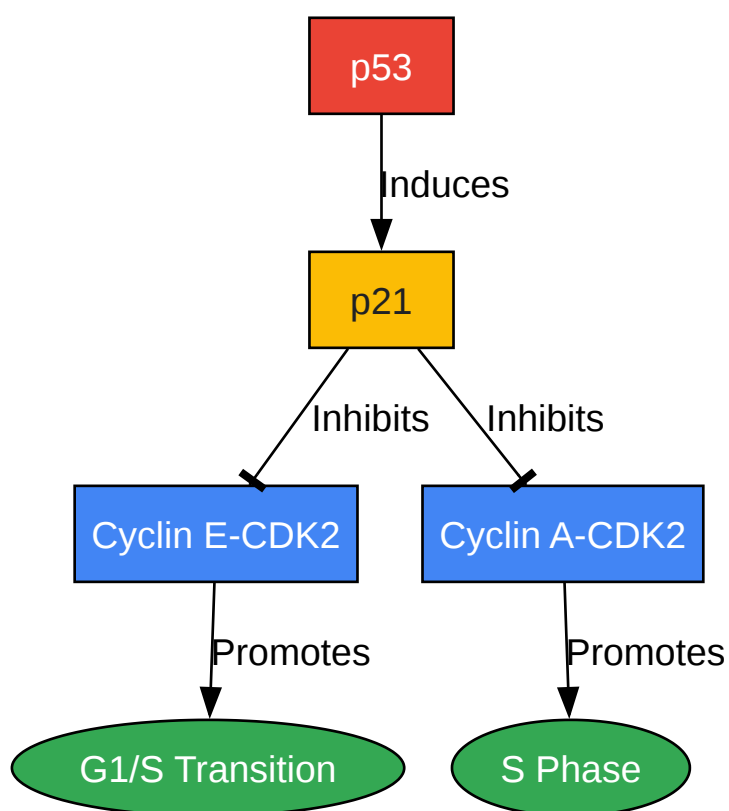 p53
Induces
p21
Inhibits
Inhibits
Cyclin E-CDK2
Cyclin A-CDK2
Promotes
Promotes
G1/S Transition
S Phase